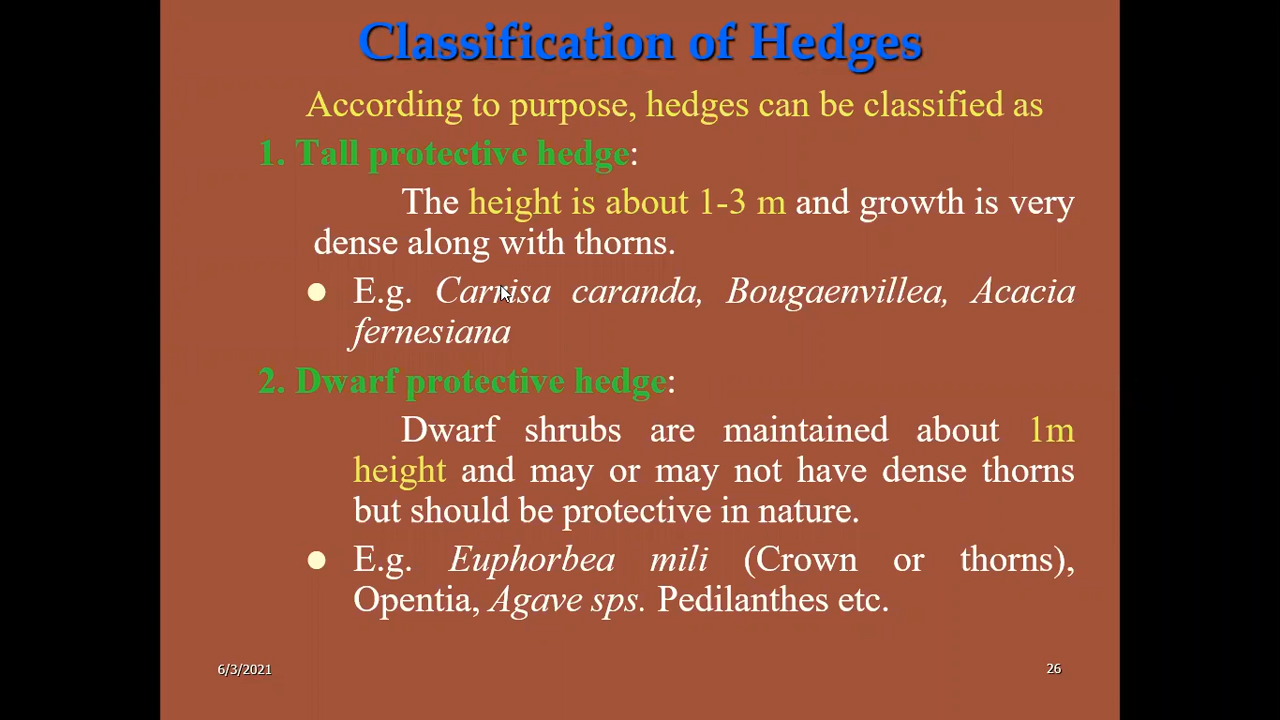 Classification of Hedges
According to purpose, hedges can be classified as
1. Tall protective hedge:
The height is about 1-3 m and growth is very
dense along with thorns.
E.g. Carrisa caranda, Bougaenvillea, Acacia
fernesiana
2. Dwarf protective hedge:
Dwarf shrubs are maintained about 1m
height and may or may not have dense thorns
but should be protective in nature.
E.g. Euphorbea mili (Crown or thorns),
Opentia, Agave sps. Pedilanthes etc.
6/3/2021
26